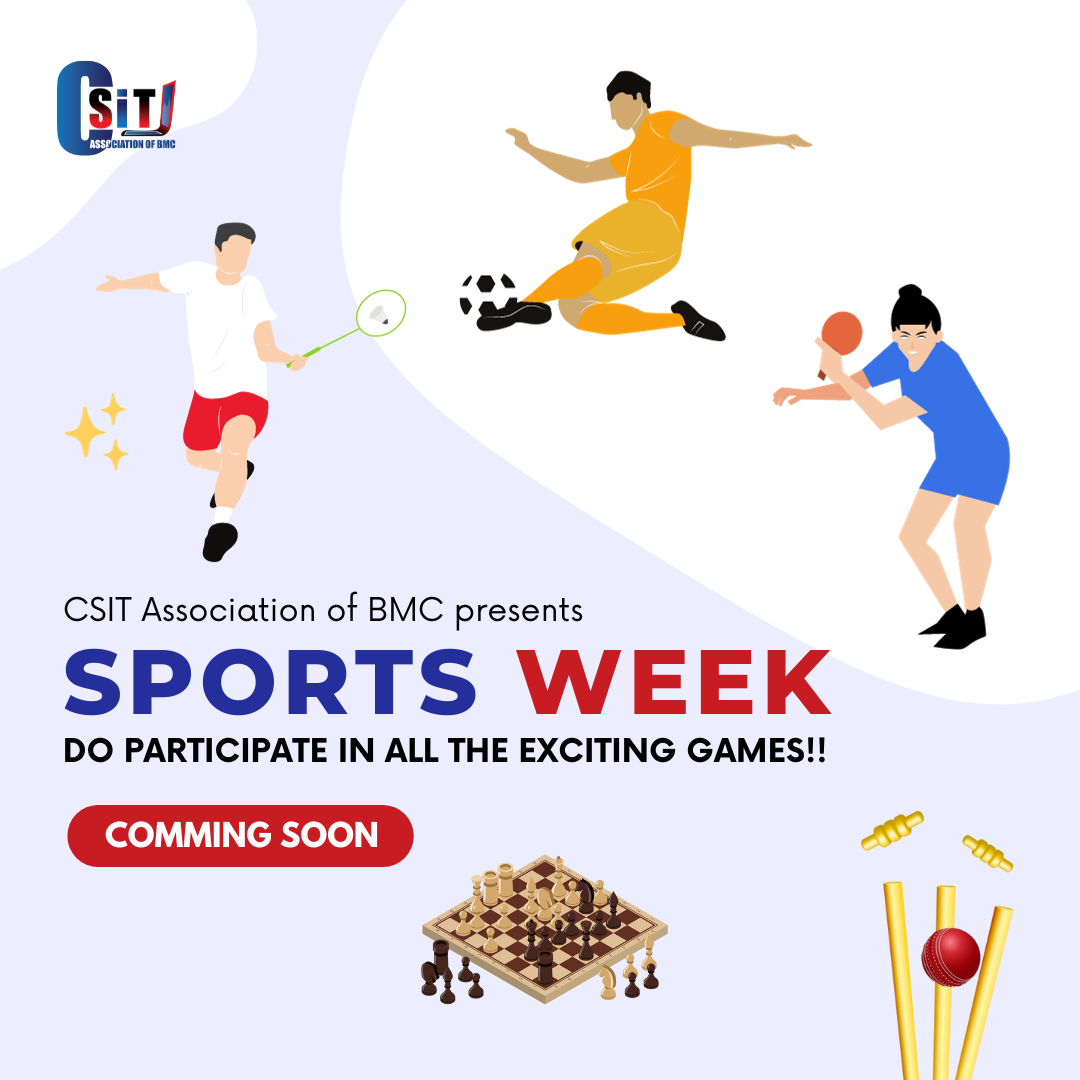 CSiT
ASSOCIATION OF BMC
CSIT Association of BMC presents
SPORTS WEEK
DO PARTICIPATE IN ALL THE EXCITING GAMES!!
COMMING SOON